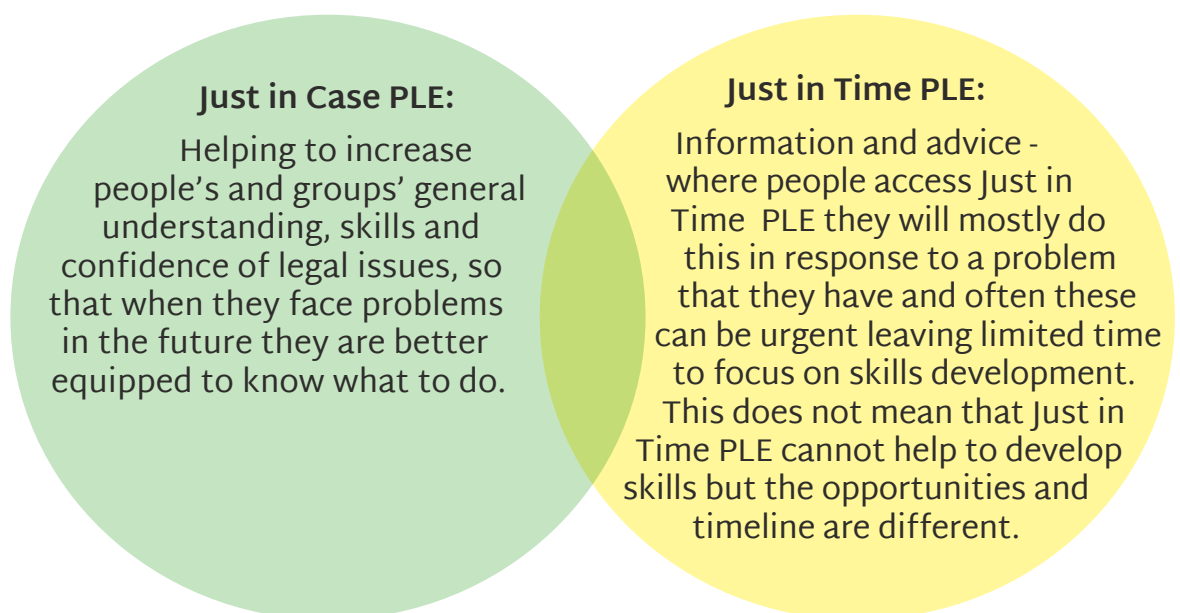 Just in Case PLE:
Helping to increase
people’s and groups’ general
understanding, skills and
confidence of legal issues, so
that when they face problems
in the future they are better
equipped to know what to do.
Just in Time PLE:
Information and advice -
where people access Just in
Time PLE they will mostly do
this in response to a problem
that they have and often these
can be urgent leaving limited time
to focus on skills development.
This does not mean that Just in
Time PLE cannot help to develop
skills but the opportunities and
timeline are different.